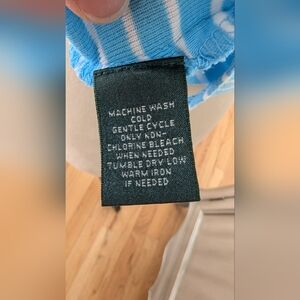 MACHINE WASH
COLD
GENTLE CYCLE
ONLY NON-
CHLORINE BLEACH
WHEN NEEDED
TUMBLE DRY LOW
WARM IRON
IF NEEDED